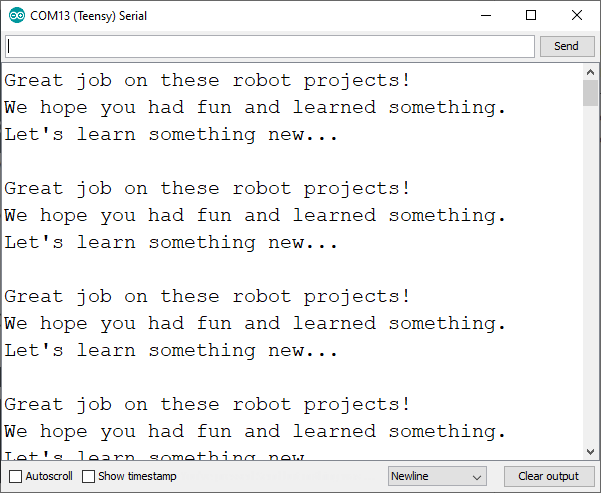 COM13 (Teensy) Serial
Send
Great job on these robot projects!
We hope you had fun and learned something.
Let's learn something new...
Great job on these robot projects!
We hope you had fun and learned something.
Let's learn something new...
Great job on these robot projects!
We hope you had fun and learned something.
Let's learn something new...
Great job on these robot projects!
We hope you had fun and learned something.
Let's learn something new
Autoscroll Show timestamp Newline Clear output